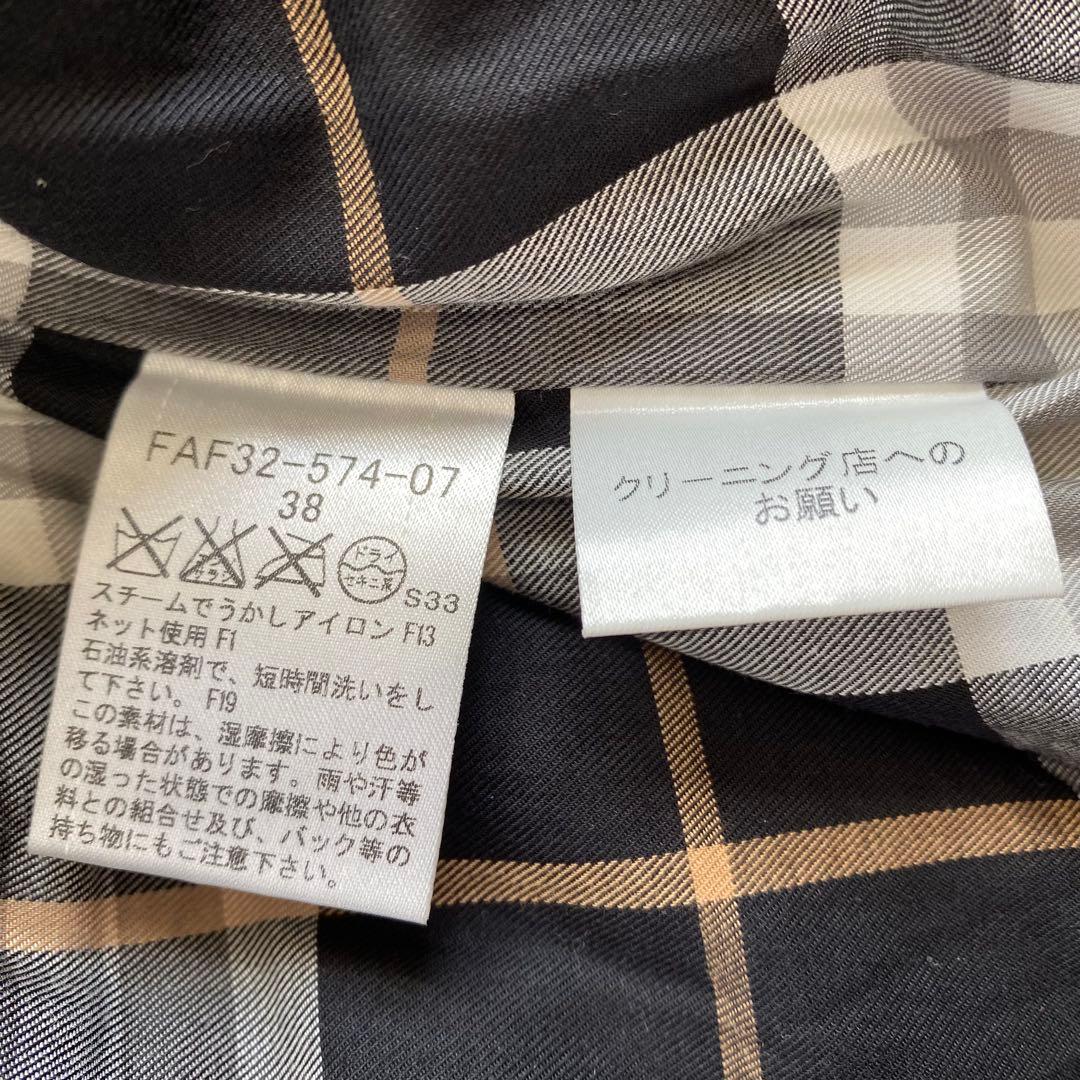 FAF32-574-07
38
エンソ
サラシ
ドライ
セキユ系
S33
スチームでうかしアイロン F13
ネット使用 F1
石油系溶剤で、短時間洗いをし
て下さい。 F19
この素材は、湿摩擦により色が
移る場合があります。雨や汗等
の湿った状態での摩擦や他の衣
料との組合せ及び、バック等の
持ち物にもご注意下さい。
クリーニング店への
お願い